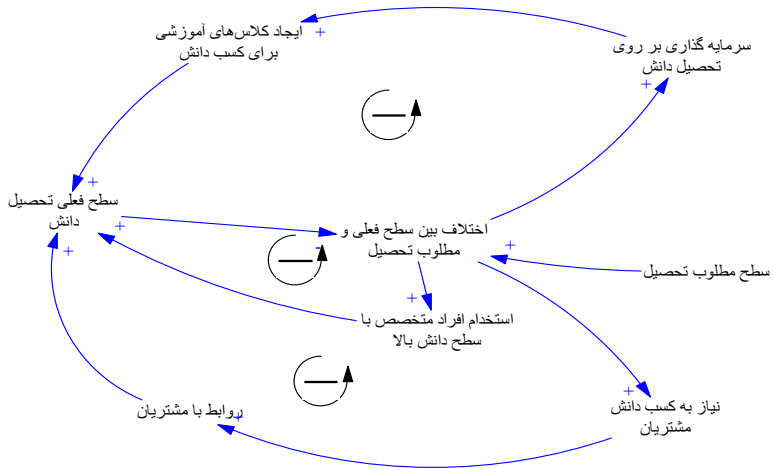 ایجاد کلاس‌های آموزشی
برای کسب دانش
+
سرمایه گذاری بر روی
تحصیل دانش
+
سطح فعلی تحصیل
دانش
+
+
+
اختلاف بین سطح فعلی و
مطلوب تحصیل
-
+
سطح مطلوب تحصیل
استخدام افراد متخصص با
سطح دانش بالا
+
نیاز به کسب دانش
مشتریان
+
روابط با مشتریان
+